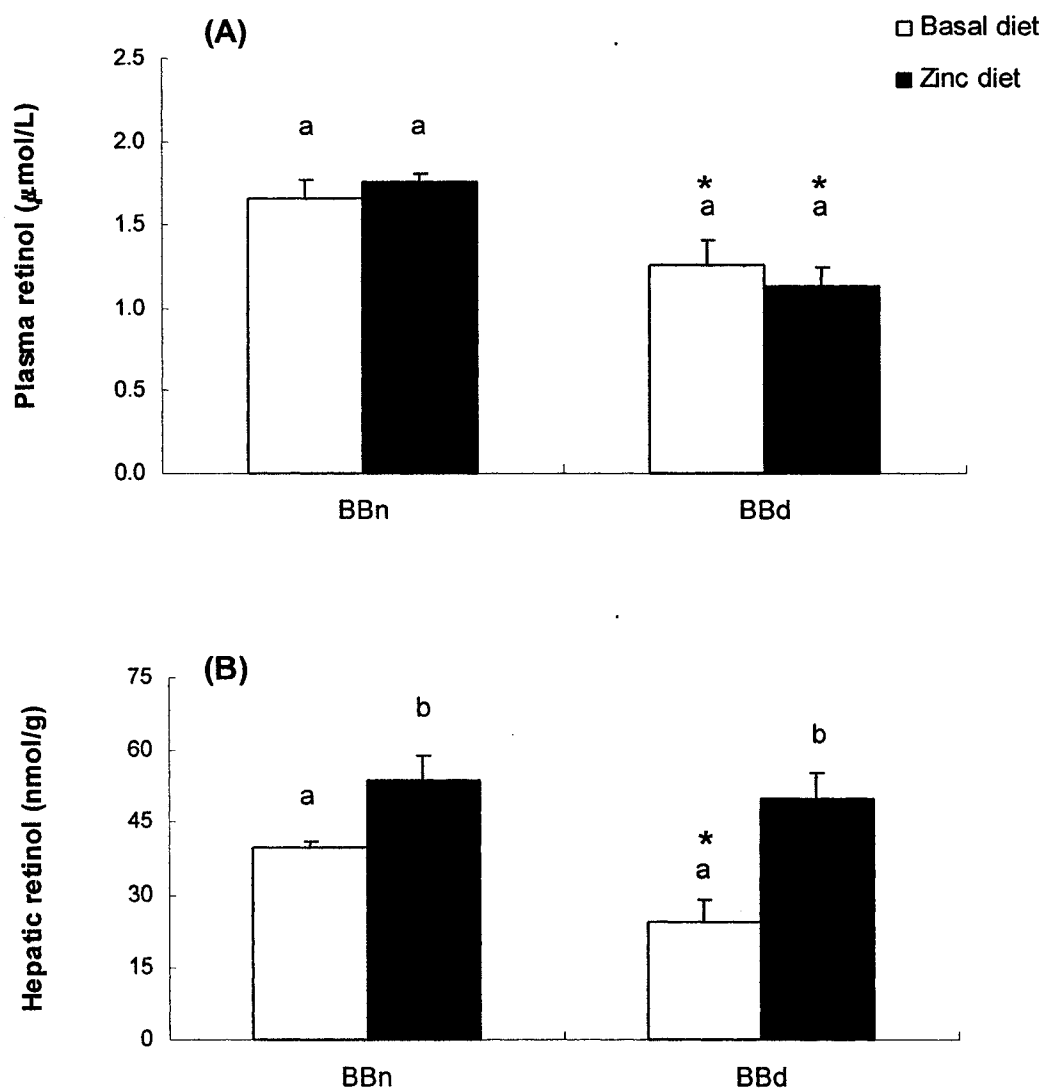 (A)
Basal diet
Zinc diet
Plasma retinol (µmol/L)
2.5
2.0
1.5
1.0
0.5
0.0
a
a
*
*
a
a
BBn
BBd
(B)
Hepatic retinol (nmol/g)
75
60
45
30
15
0
a
b
*
a
b
BBn
BBd